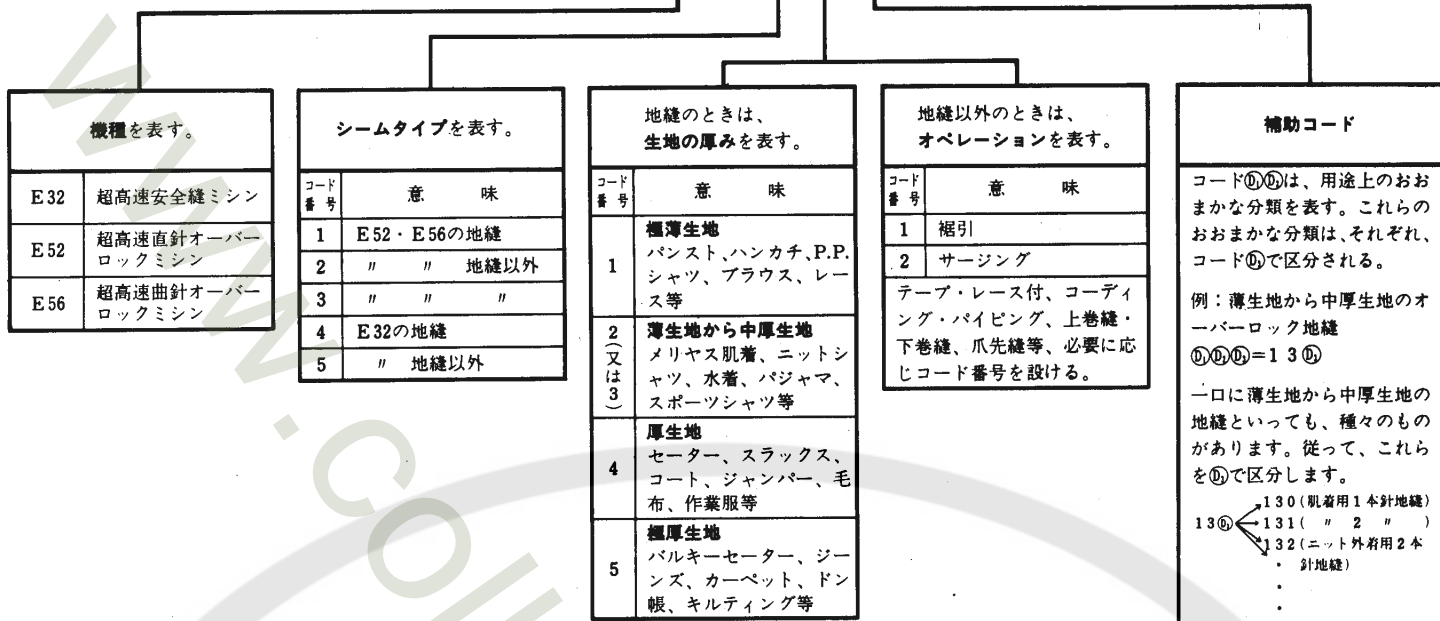 機種を表す。
E32 超高速安全縫ミシン
E52 超高速直針オーバー
ロックミシン
E56 超高速曲針オーバー
ロックミシン
シームタイプを表す。
コード
番号
意味
1 E52・E56の地縫
2 〃 〃 地縫以外
3 〃 〃 〃
4 E32の地縫
5 〃 地縫以外
地縫のときは、
生地の厚みを表す。
コード
番号
意味
1
極薄生地
パンスト、ハンカチ、P.P.
シャツ、ブラウス、レー
ス等
2(又は3)
薄生地から中厚生地
メリヤス肌着、ニットシ
ャツ、水着、パジャマ、
スポーツシャツ等
4
厚生地
セーター、スラックス、
コート、ジャンパー、毛
布、作業服等
5
極厚生地
バルキーセーター、ジー
ンズ、カーペット、ドン
帳、キルティング等
地縫以外のときは、
オペレーションを表す。
コード
番号
意味
1 裾引
2 サージング
テープ・レース付、コーディ
ング・パイピング、上巻縫・
下巻縫、爪先縫等、必要に応
じコード番号を設ける。
補助コード
コードD₁D₂は、用途上のおお
まかな分類を表す。これらの
おおまかな分類は、それぞれ、
コードD₃で区分される。
例：薄生地から中厚生地のオ
ーバーロック地縫
D₁D₂D₃=13D₃
一口に薄生地から中厚生地の
地縫といっても、種々のもの
があります。従って、これら
をD₃で区分します。
130(肌着用1本針地縫)
13D₃ 131( 〃 2 〃 )
132(ニット外着用2本
針地縫)
www.coll